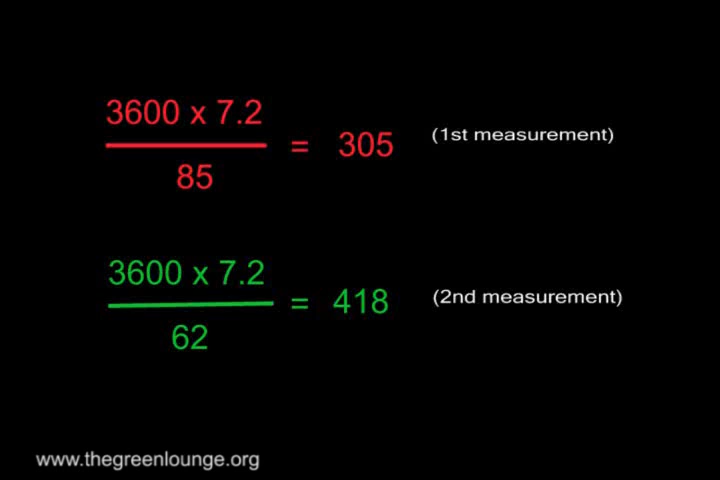 3600 x 7.2
85
= 305
(1st measurement)
3600 x 7.2
62
= 418
(2nd measurement)
www.thegreenlounge.org